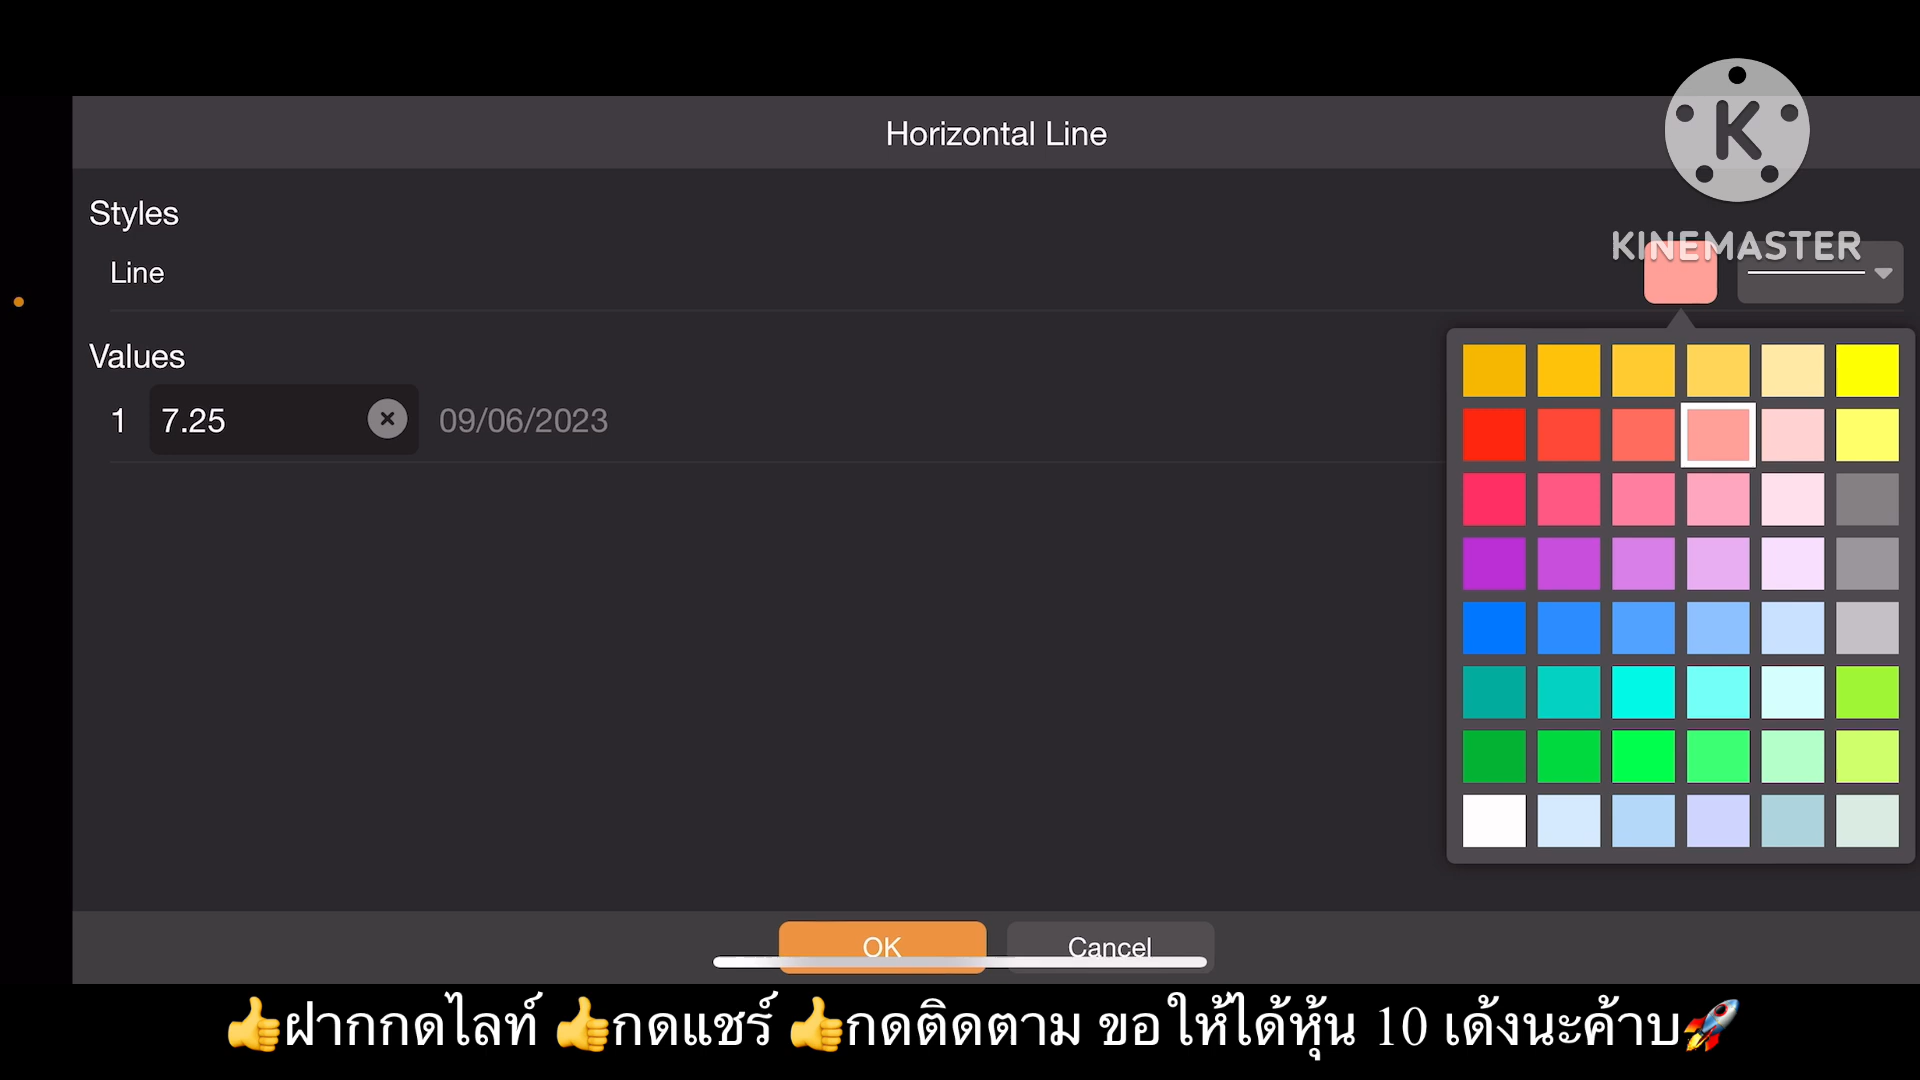 Horizontal Line
K
KINEMASTER
Styles
Line
Values
1 7.25 09/06/2023
OK Cancel
👍ฝากกดไลท์ 👍กดแชร์ 👍กดติดตาม ขอให้ได้หุ้น 10 เด้งนะค้าบ🚀